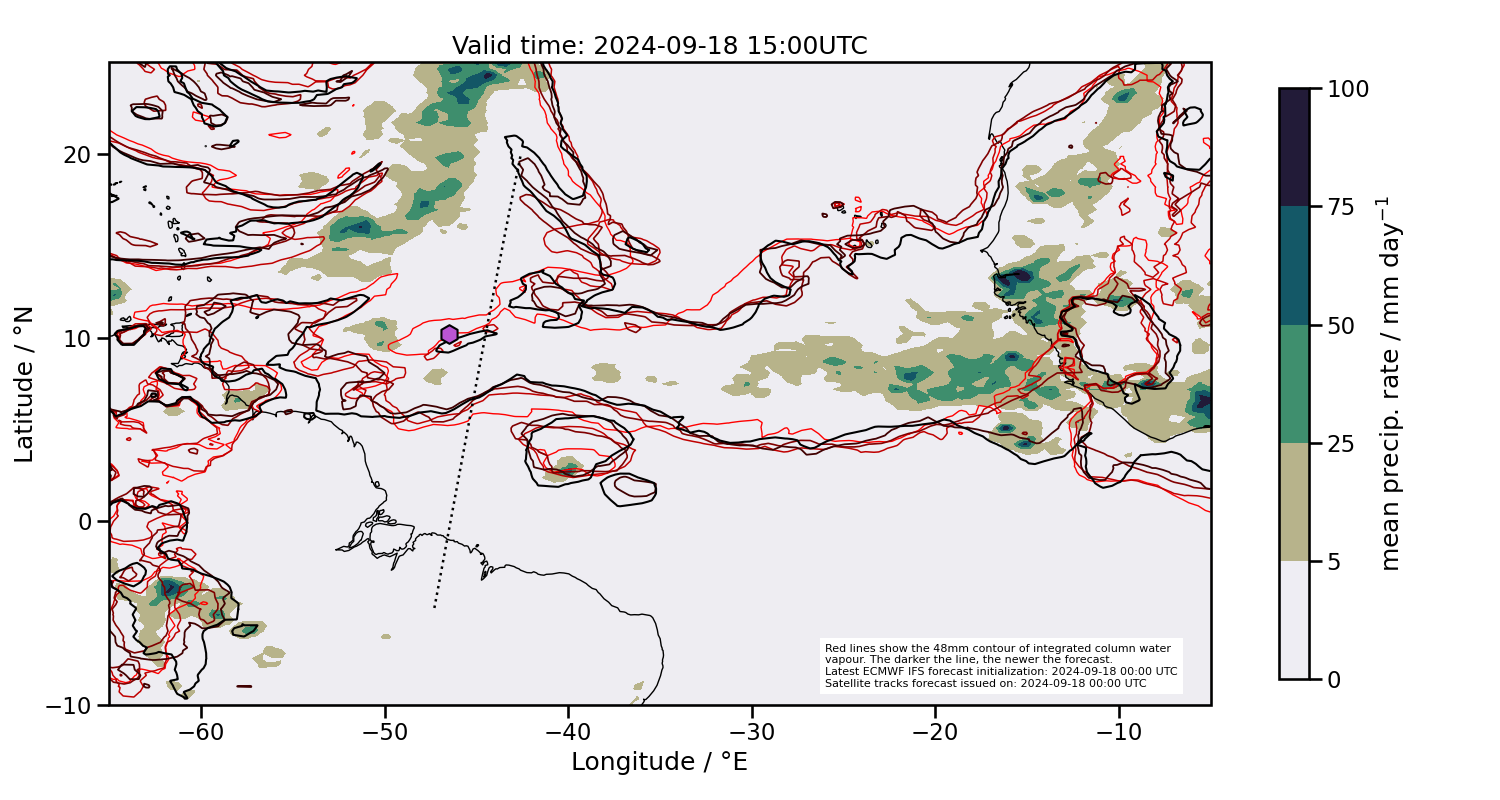 Valid time: 2024-09-18 15:00UTC
Latitude / °N
20
10
0
−10
−60
−50
−40
−30
−20
−10
Longitude / °E
Red lines show the 48mm contour of integrated column water
vapour. The darker the line, the newer the forecast.
Latest ECMWF IFS forecast initialization: 2024-09-18 00:00 UTC
Satellite tracks forecast issued on: 2024-09-18 00:00 UTC
100
75
50
25
5
0
mean precip. rate / mm day⁻¹